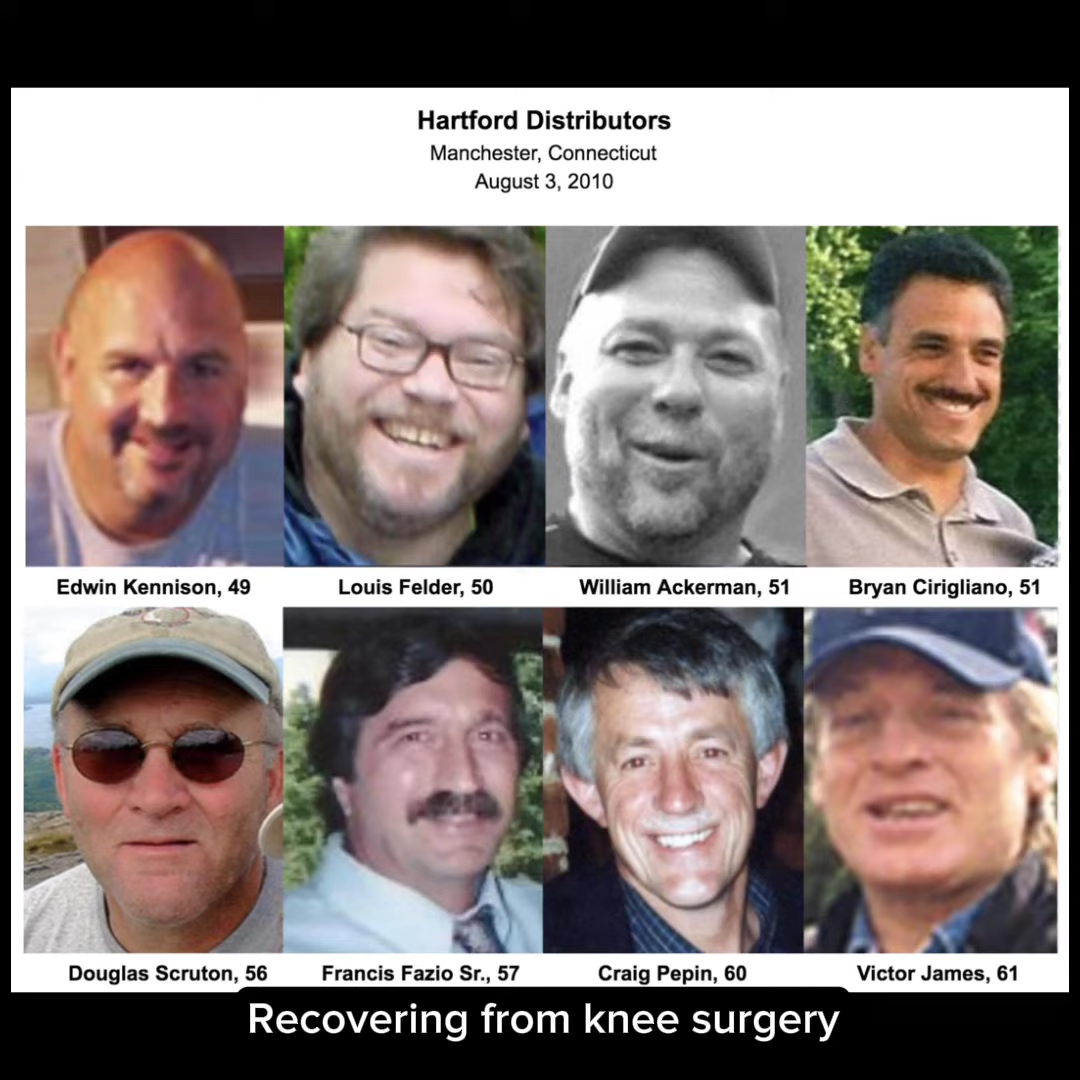 Hartford Distributors
Manchester, Connecticut
August 3, 2010
Edwin Kennison, 49
Louis Felder, 50
William Ackerman, 51
Bryan Cirigliano, 51
Douglas Scruton, 56
Francis Fazio Sr., 57
Craig Pepin, 60
Victor James, 61
Recovering from knee surgery